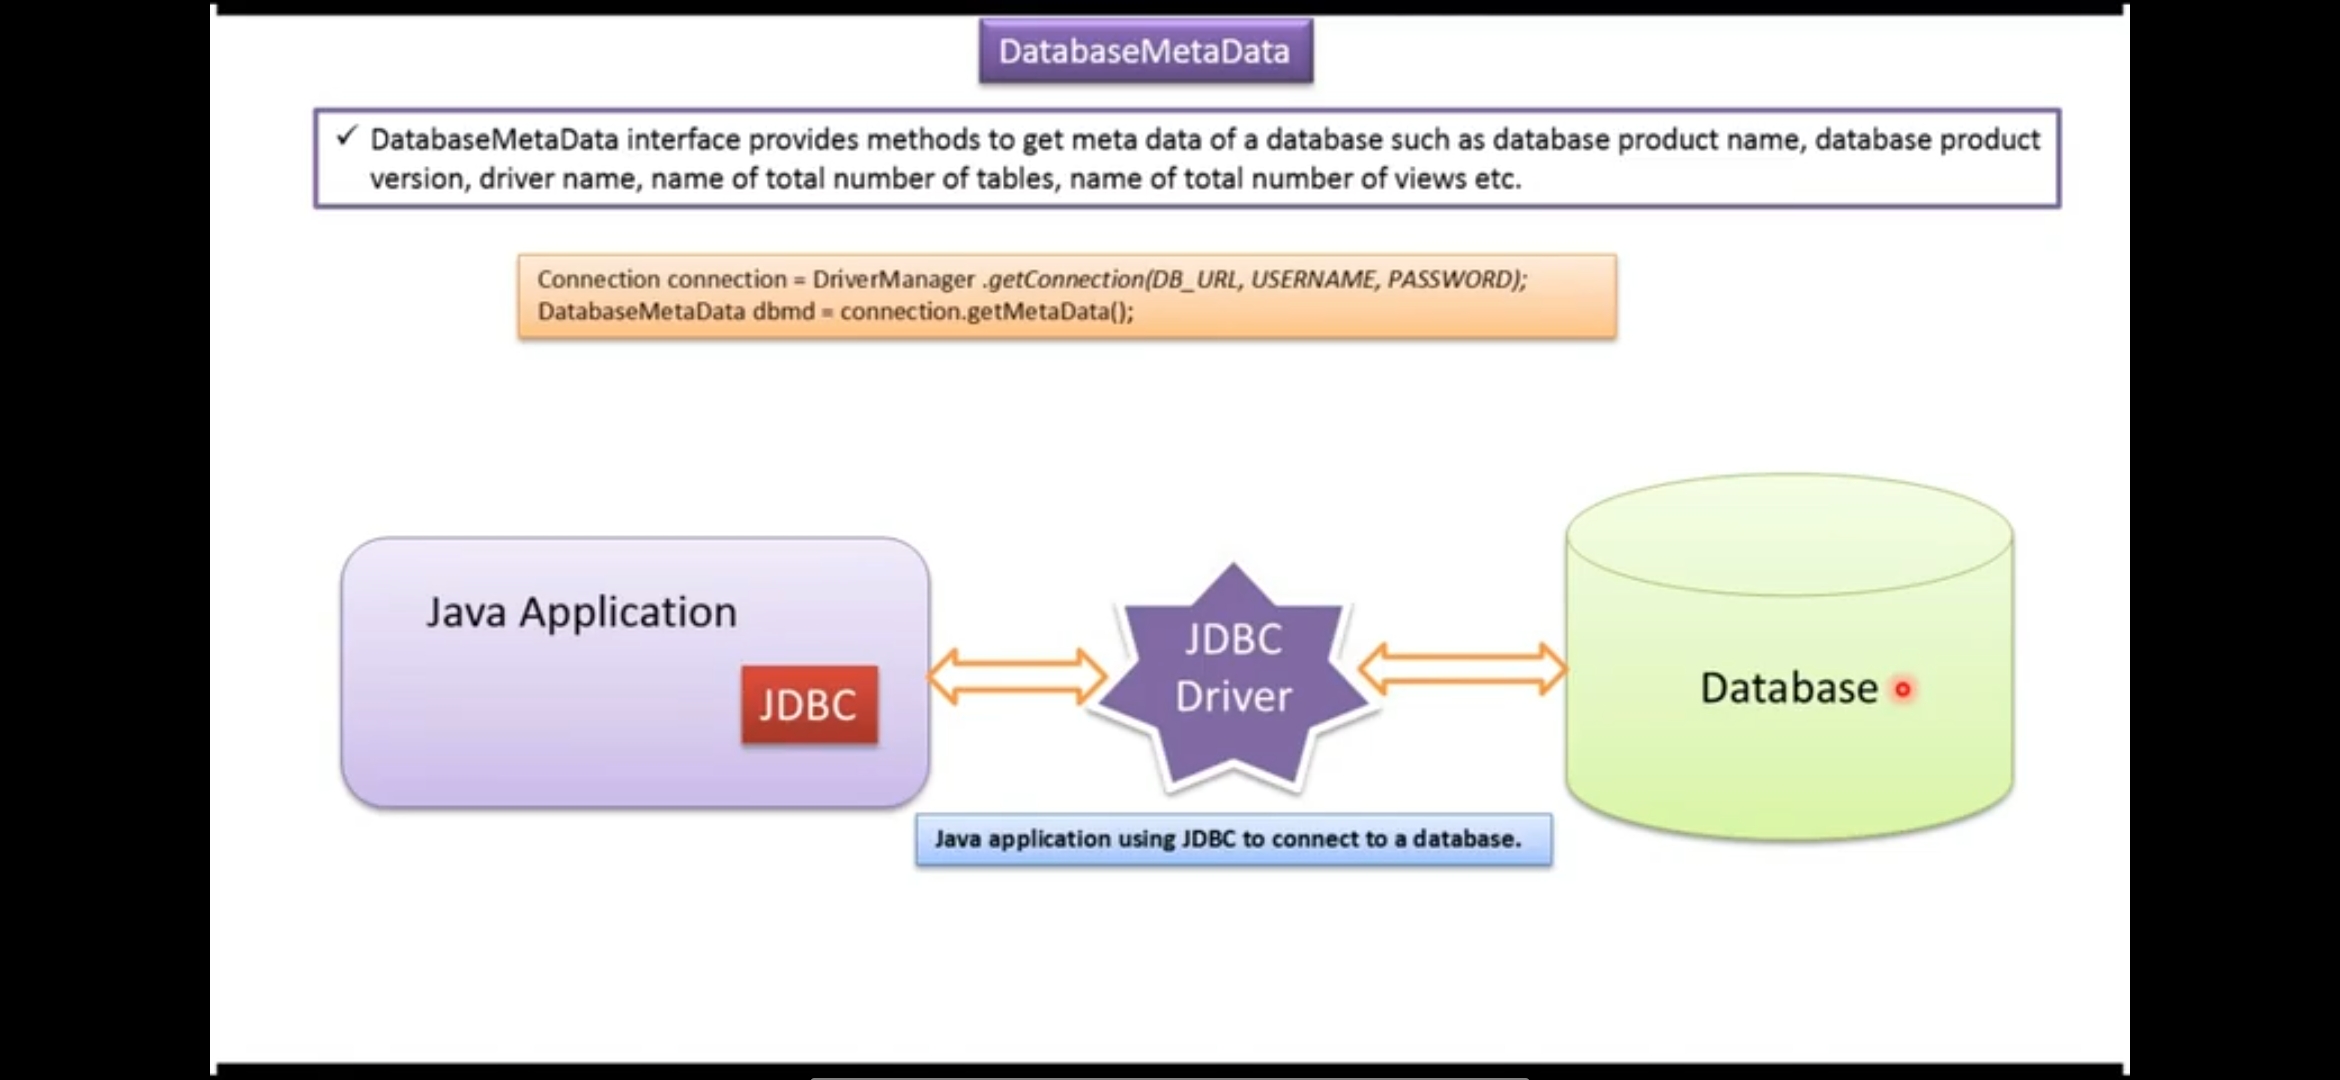 DatabaseMetaData
✓ DatabaseMetaData interface provides methods to get meta data of a database such as database product name, database product
version, driver name, name of total number of tables, name of total number of views etc.
Connection connection = DriverManager .getConnection(DB_URL, USERNAME, PASSWORD);
DatabaseMetaData dbmd = connection.getMetaData();
Java Application
JDBC
JDBC
Driver
Database
Java application using JDBC to connect to a database.